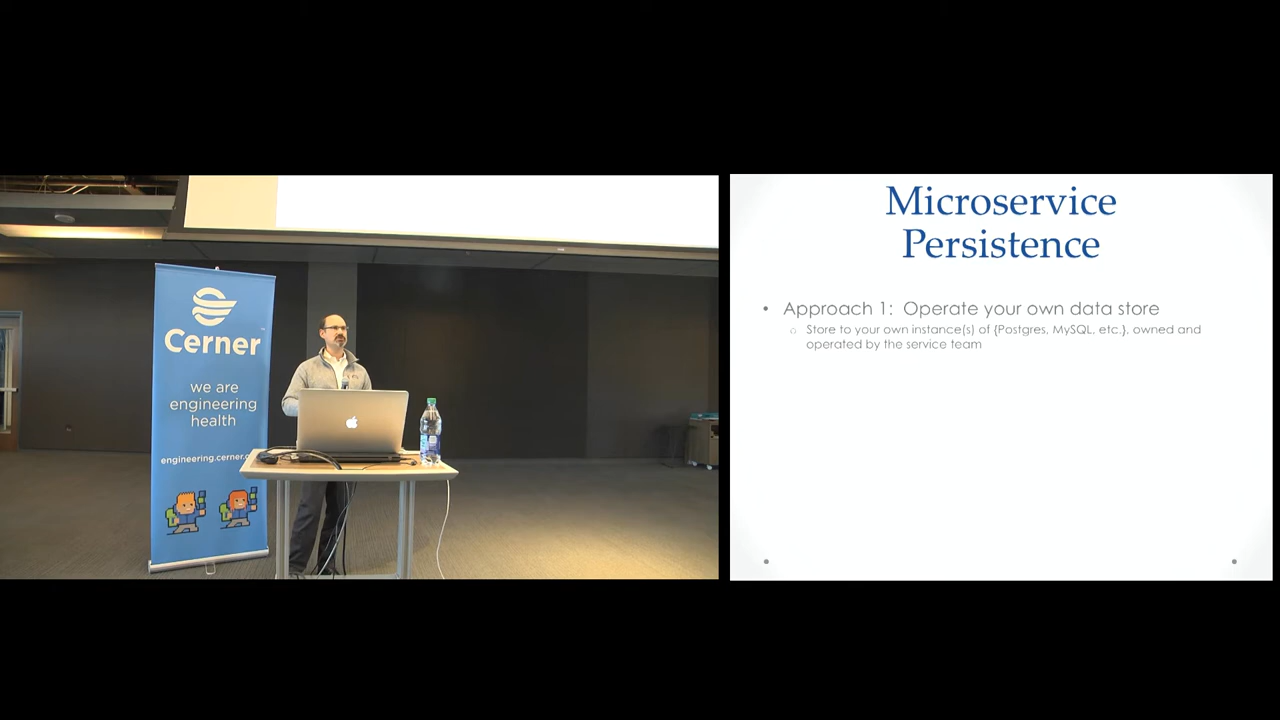 Cerner
we are
engineering
health
engineering.cerner.c
Microservice
Persistence
• Approach 1: Operate your own data store
○ Store to your own instance(s) of {Postgres, MySQL, etc.}, owned and
operated by the service team